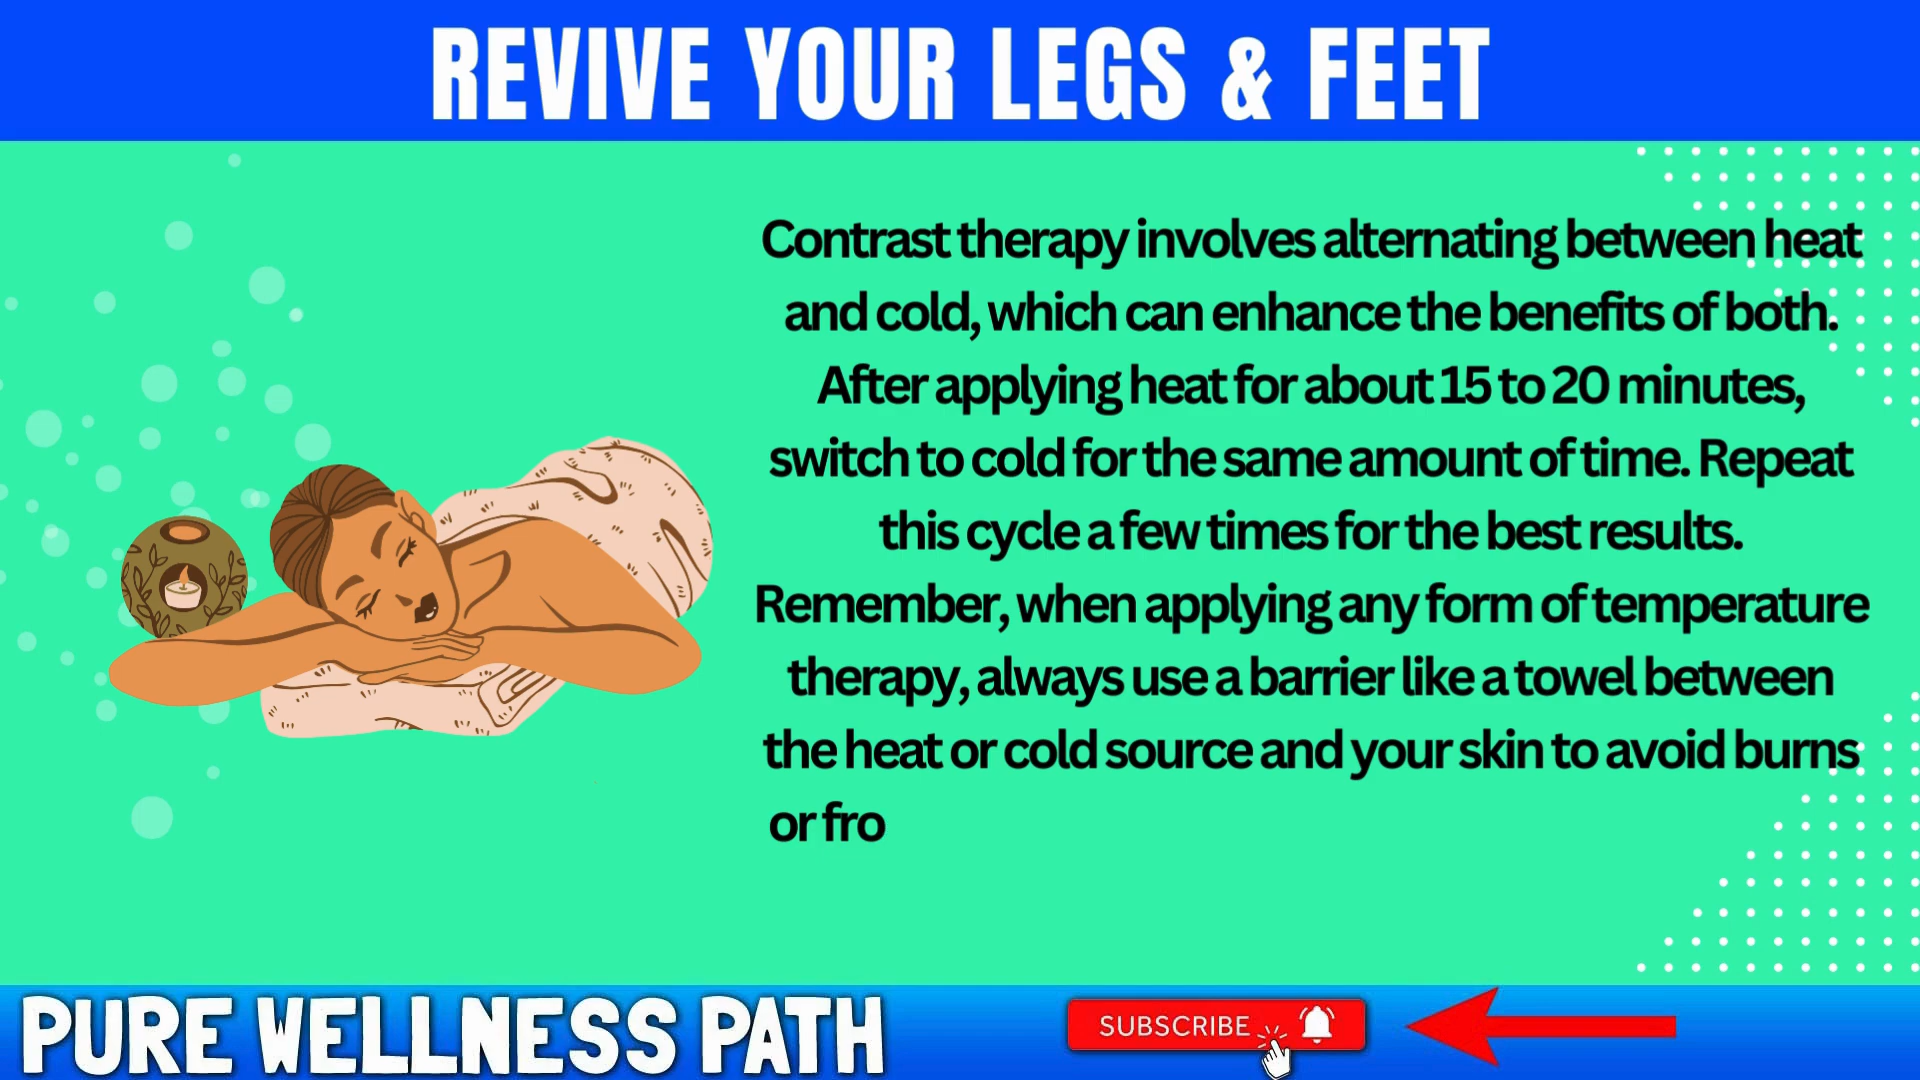 REVIVE YOUR LEGS & FEET
Contrast therapy involves alternating between heat
and cold, which can enhance the benefits of both.
After applying heat for about 15 to 20 minutes,
switch to cold for the same amount of time. Repeat
this cycle a few times for the best results.
Remember, when applying any form of temperature
therapy, always use a barrier like a towel between
the heat or cold source and your skin to avoid burns
or fro
PURE WELLNESS PATH
SUBSCRIBE